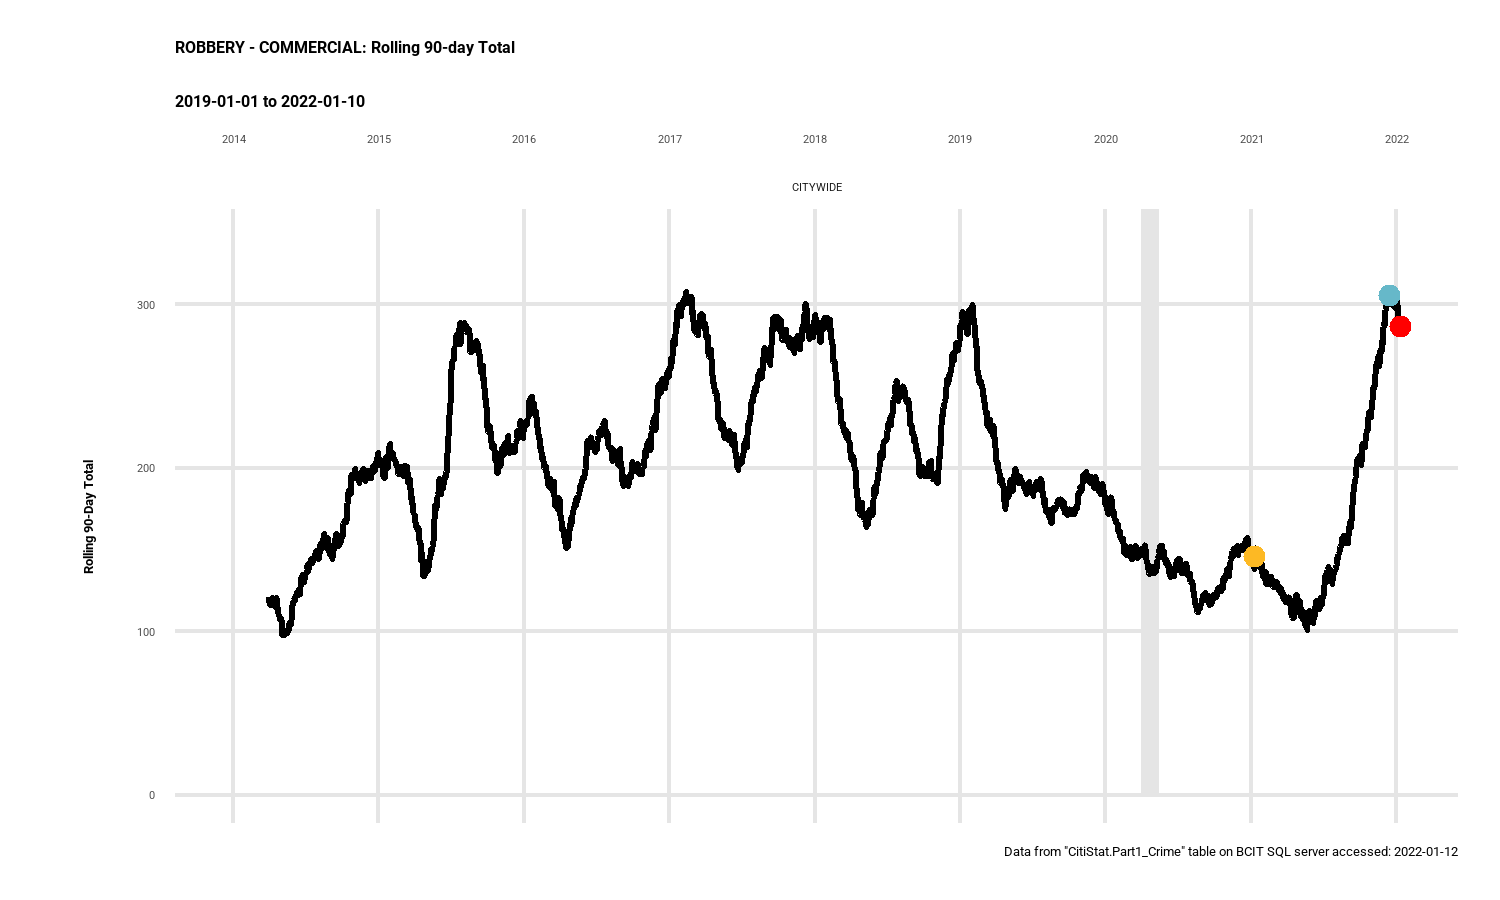 ROBBERY - COMMERCIAL: Rolling 90-day Total
2019-01-01 to 2022-01-10
2014 2015 2016 2017 2018 2019 2020 2021 2022
CITYWIDE
300
200
100
0
Rolling 90-Day Total
Data from "CitiStat.Part1_Crime" table on BCIT SQL server accessed: 2022-01-12